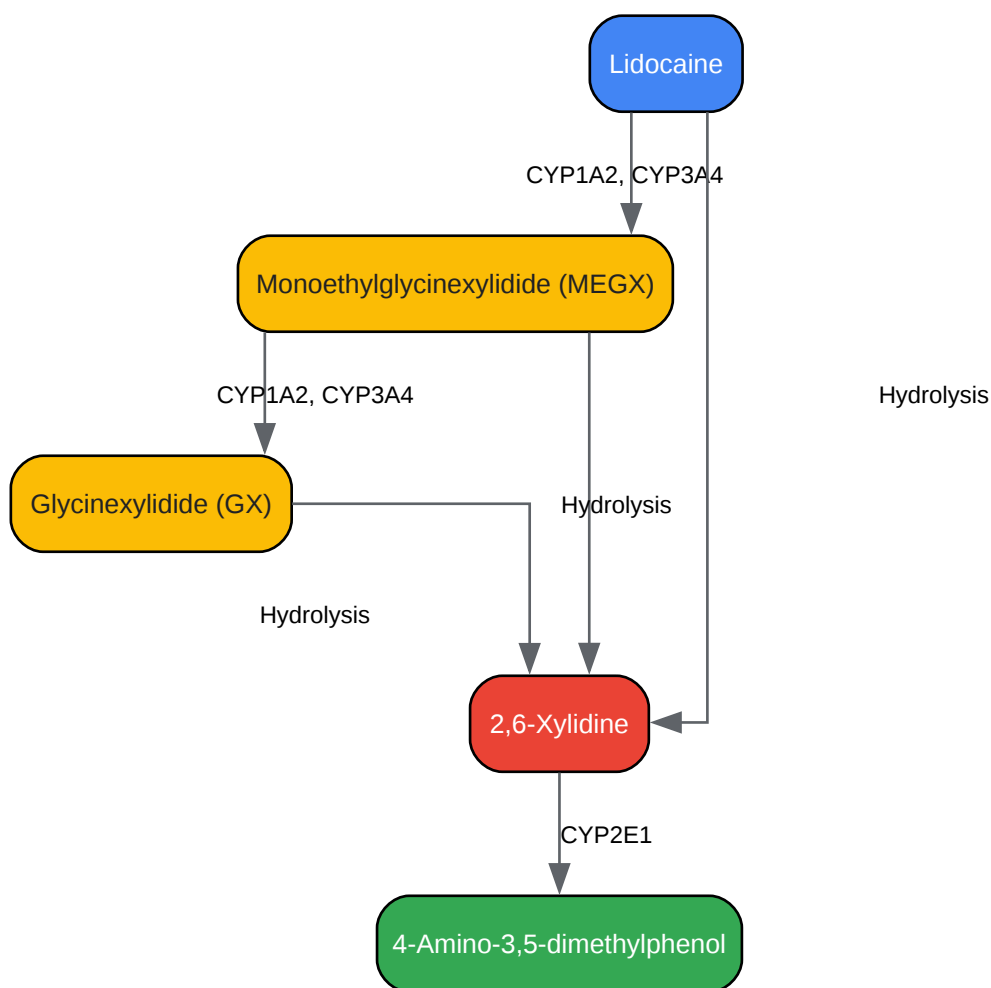 Lidocaine
CYP1A2, CYP3A4
Monoethylglycinexylidide (MEGX)
CYP1A2, CYP3A4
Hydrolysis
Glycinexylidide (GX)
Hydrolysis
Hydrolysis
2,6-Xylidine
CYP2E1
4-Amino-3,5-dimethylphenol